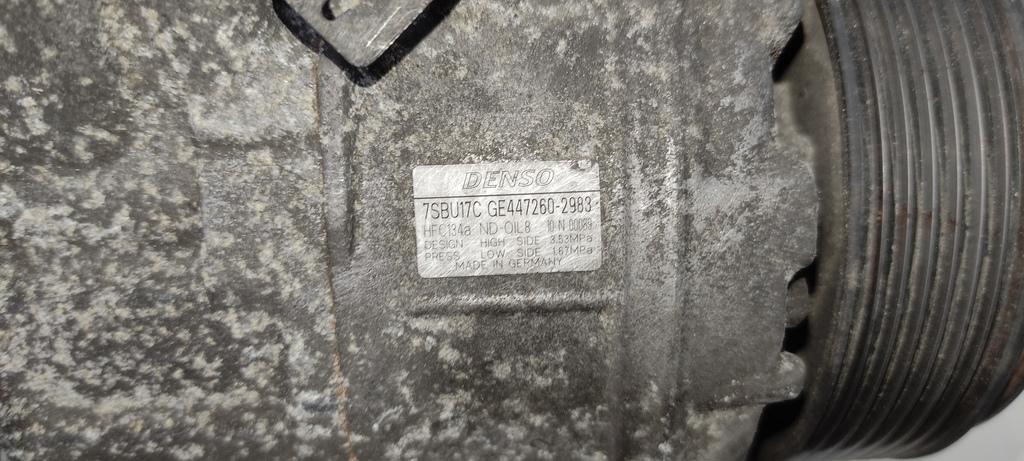 DENSO
7SBU17C GE447260-2983
HFC134a ND-OIL8 10 N 00089
DESIGN HIGH SIDE 3.53MPa
PRESS LOW SIDE 1.67MPa
MADE IN GERMANY